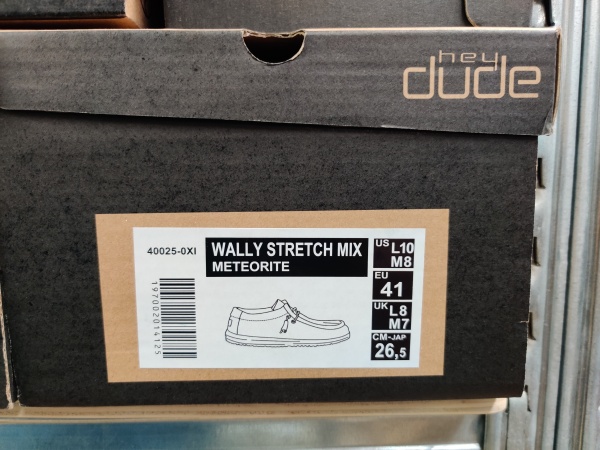 hey
dude
40025-0XI
WALLY STRETCH MIX
METEORITE
197002014125
US L10
M8
EU
41
UK L8
M7
CM-JAP
26,5